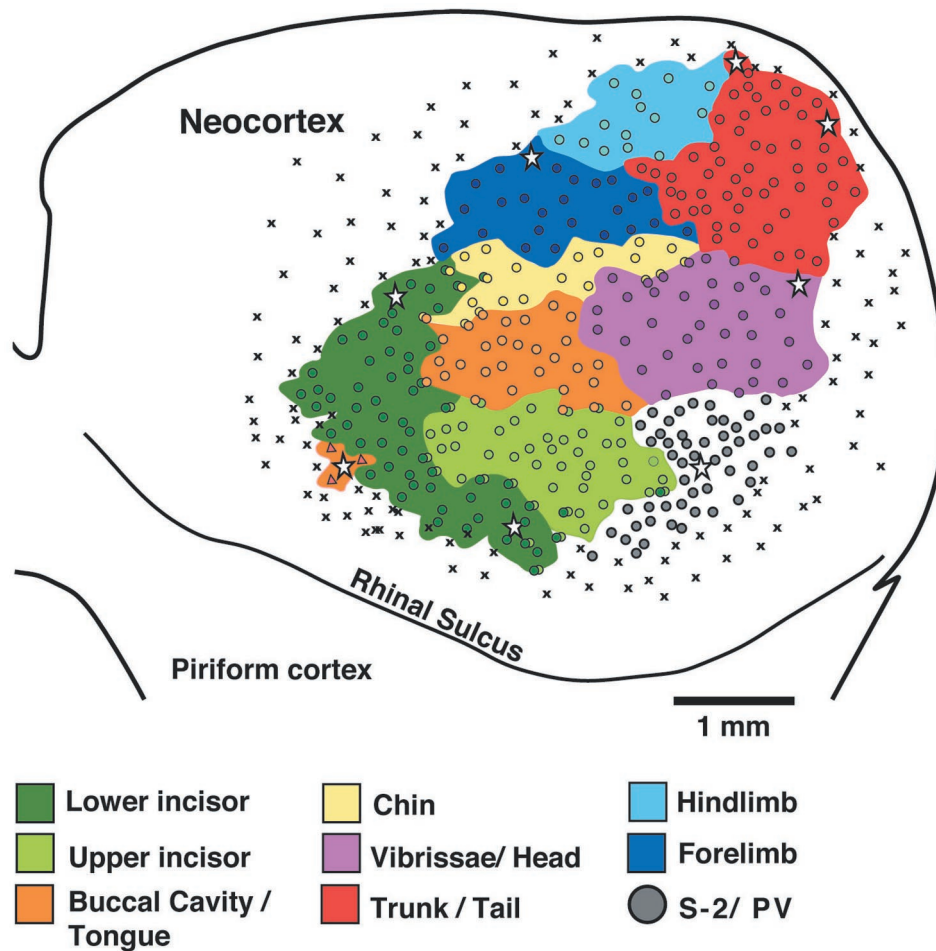 Neocortex
Rhinal Sulcus
Piriform cortex
1 mm
Lower incisor
Chin
Hindlimb
Upper incisor
Vibrissae/ Head
Forelimb
Buccal Cavity /
Tongue
Trunk / Tail
S-2/ PV